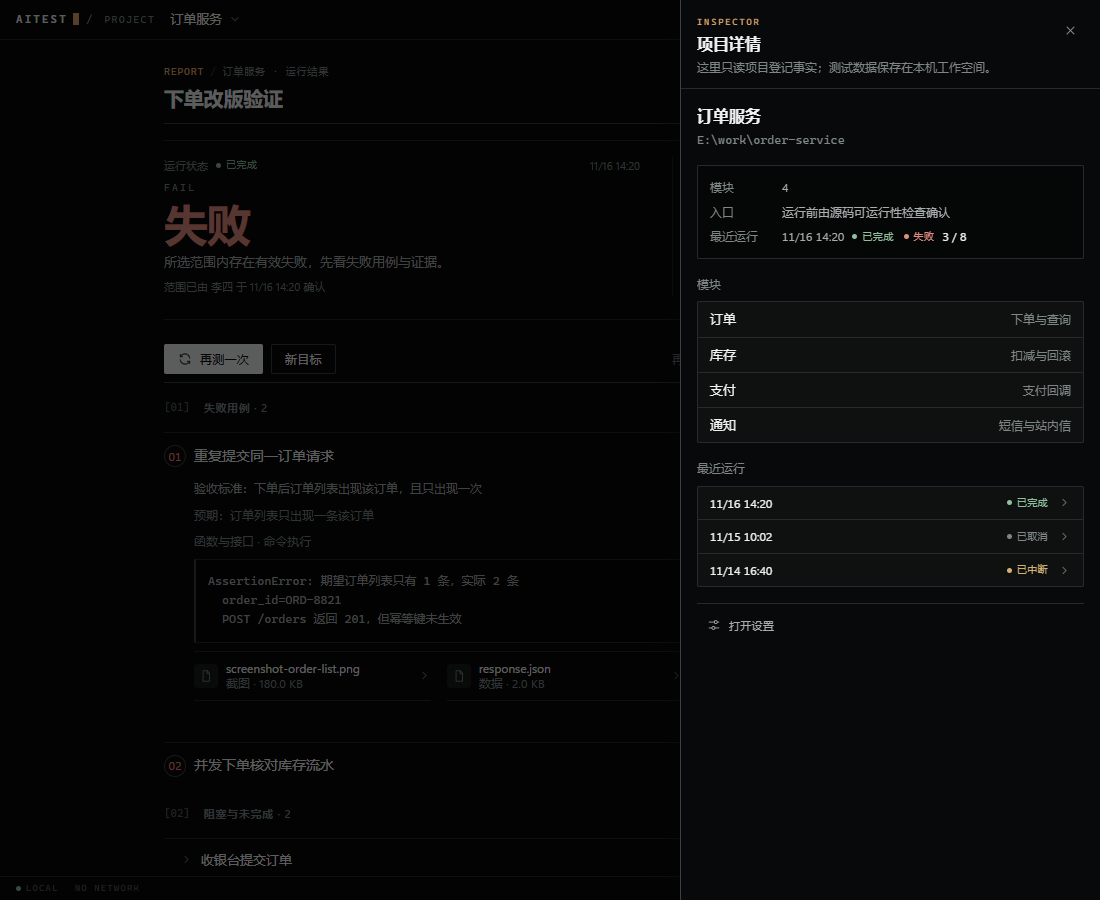 AITEST / PROJECT 订单服务
REPORT / 订单服务 · 运行结果
下单改版验证
运行状态 已完成 11/16 14:20
FAIL
失败
所选范围内存在有效失败，先看失败用例与证据。
范围已由 李四 于 11/16 14:20 确认
再测一次 新目标 再
[01] 失败用例 · 2
01 重复提交同一订单请求
验收标准：下单后订单列表出现该订单，且只出现一次
预期：订单列表只出现一条该订单
函数与接口 · 命令执行
AssertionError: 期望订单列表只有 1 条，实际 2 条
order_id=ORD-8821
POST /orders 返回 201，但幂等键未生效
screenshot-order-list.png
截图 · 180.0 KB
response.json
数据 · 2.0 KB
02 并发下单核对库存流水
[02] 阻塞与未完成 · 2
收银台提交订单
LOCAL NO NETWORK
INSPECTOR
项目详情
这里只读项目登记事实；测试数据保存在本机工作空间。
订单服务
E:\work\order-service
模块 4
入口 运行前由源码可运行性检查确认
最近运行 11/16 14:20 已完成 失败 3 / 8
模块
订单 下单与查询
库存 扣减与回滚
支付 支付回调
通知 短信与站内信
最近运行
11/16 14:20 已完成
11/15 10:02 已取消
11/14 16:40 已中断
打开设置